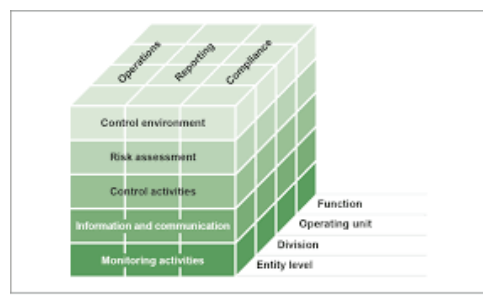 Operations
Reporting
Compliance
Control environment
Risk assessment
Control activities
Information and communication
Monitoring activities
Function
Operating unit
Division
Entity level